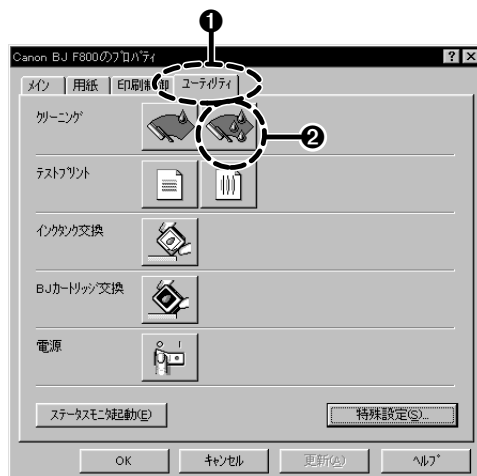 ❶
Canon BJ F800のﾌﾟﾛﾊﾟﾃｨ
ﾒｲﾝ 用紙 印刷制御 ﾕｰﾃｨﾘﾃｨ
ｸﾘｰﾆﾝｸﾞ
❷
ﾃｽﾄﾌﾟﾘﾝﾄ
ｲﾝｸﾀﾝｸ交換
BJｶｰﾄﾘｯｼﾞ交換
電源
ｽﾃｰﾀｽﾓﾆﾀ起動(E)
特殊設定(S)...
OK ｷｬﾝｾﾙ 更新(A) ﾍﾙﾌﾟ